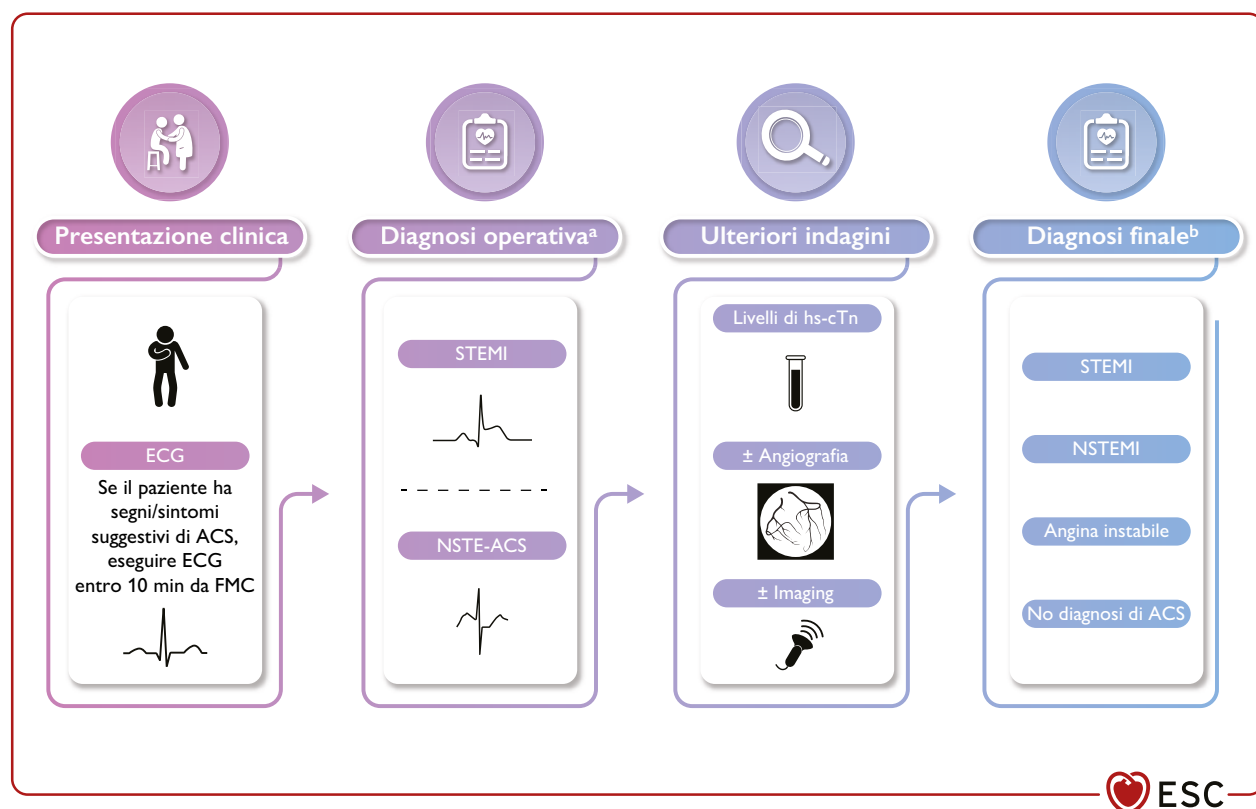 Presentazione clinica
ECG
Se il paziente ha
segni/sintomi
suggestivi di ACS,
eseguire ECG
entro 10 min da FMC
Diagnosi operativaᵃ
STEMI
NSTE-ACS
Ulteriori indagini
Livelli di hs-cTn
± Angiografia
± Imaging
Diagnosi finaleᵇ
STEMI
NSTEMI
Angina instabile
No diagnosi di ACS
ESC